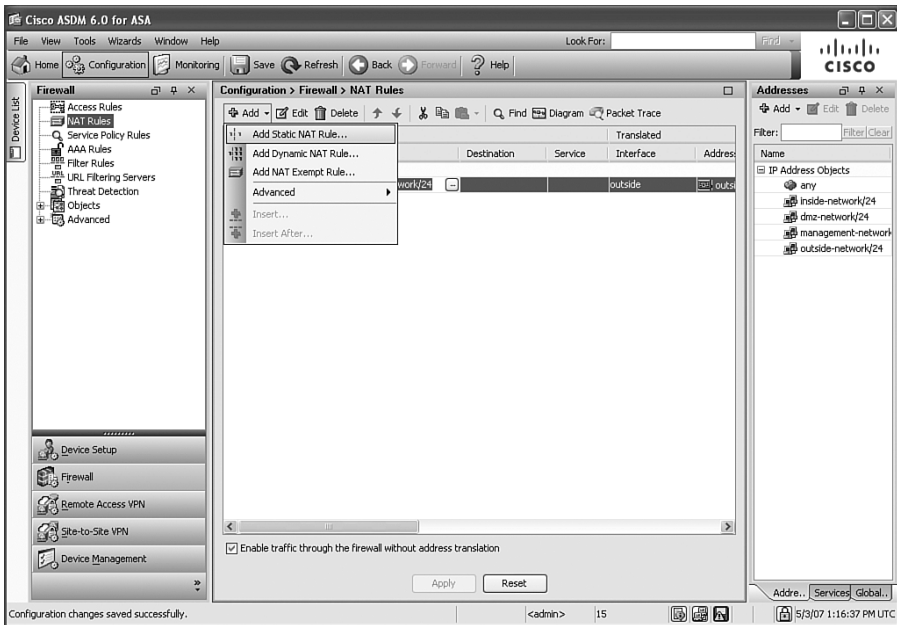 Cisco ASDM 6.0 for ASA
File View Tools Wizards Window Help Look For: Find
Home Configuration Monitoring Save Refresh Back Forward Help
CISCO
Device List
Firewall
Access Rules
NAT Rules
Service Policy Rules
AAA Rules
Filter Rules
URL Filtering Servers
Threat Detection
Objects
Advanced
Device Setup
Firewall
Remote Access VPN
Site-to-Site VPN
Device Management
Configuration > Firewall > NAT Rules
Add Edit Delete Find Diagram Packet Trace
Add Static NAT Rule...
Add Dynamic NAT Rule...
Add NAT Exempt Rule...
Advanced
Insert...
Insert After...
Translated
Destination Service Interface Address
work/24 outside outsi
Enable traffic through the firewall without address translation
Apply Reset
Addresses
Add Edit Delete
Filter: Filter Clear
Name
IP Address Objects
any
inside-network/24
dmz-network/24
management-network
outside-network/24
Addre.. Services Global..
Configuration changes saved successfully. <admin> 15 5/3/07 1:16:37 PM UTC